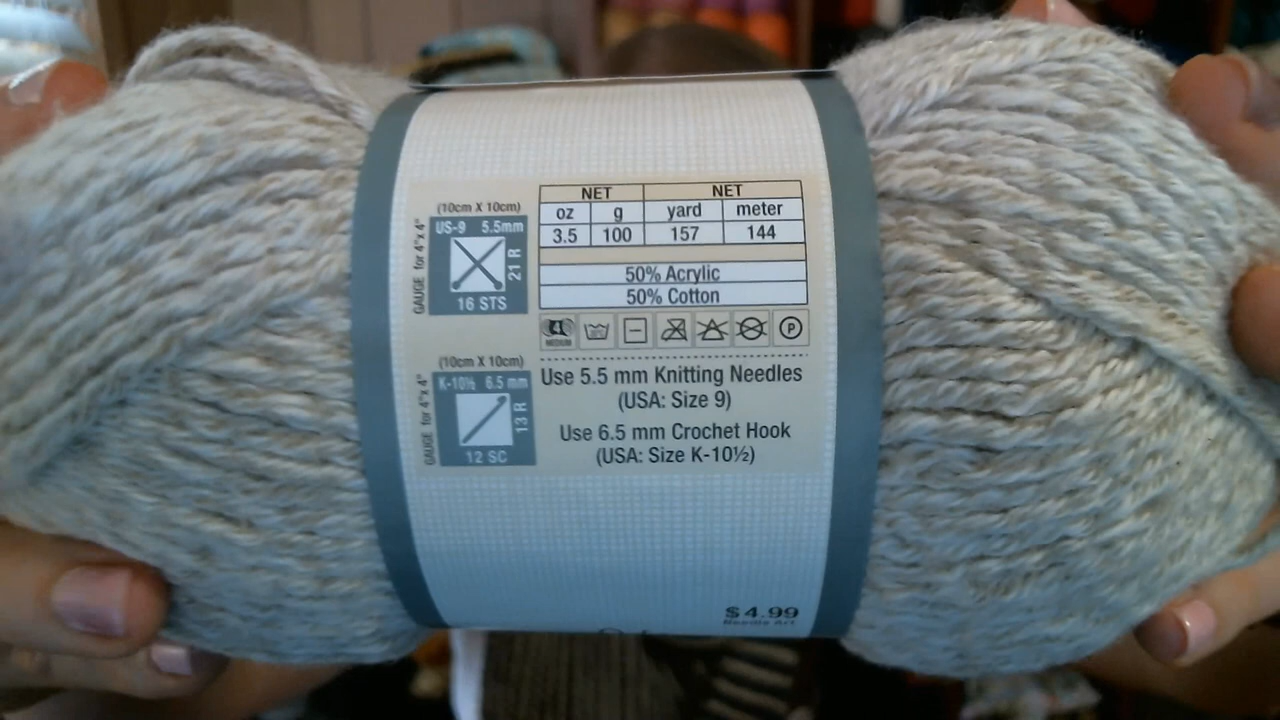 NET NET
oz g yard meter
3.5 100 157 144
50% Acrylic
50% Cotton
(10cm X 10cm)
US-9 5.5mm
GAUGE for 4"x 4"
21 R
16 STS
MEDIUM
P
(10cm X 10cm)
K-10½ 6.5 mm
GAUGE for 4"x 4"
13 R
12 SC
Use 5.5 mm Knitting Needles
(USA: Size 9)
Use 6.5 mm Crochet Hook
(USA: Size K-10½)
$4.99
Needle Art